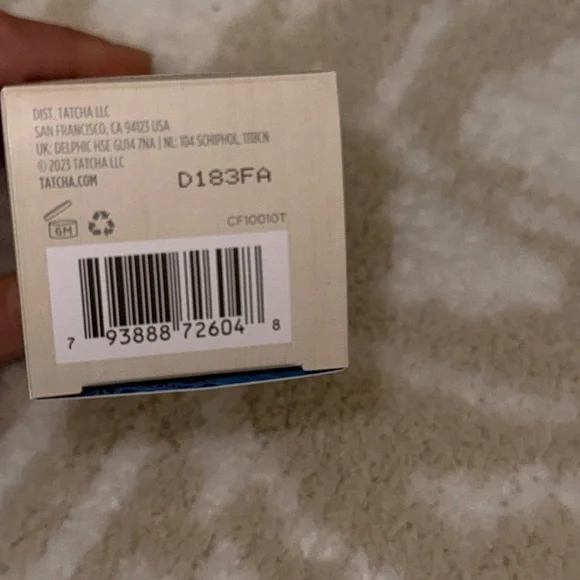 DIST. TATCHA LLC
SAN FRANCISCO, CA 94123 USA
UK: DELPHIC HSE GU14 7NA | NL: 104 SCHIPHOL, 1118CN
© 2023 TATCHA LLC
TATCHA.COM
D183FA
6M
CF10010T
7 93888 72604 8